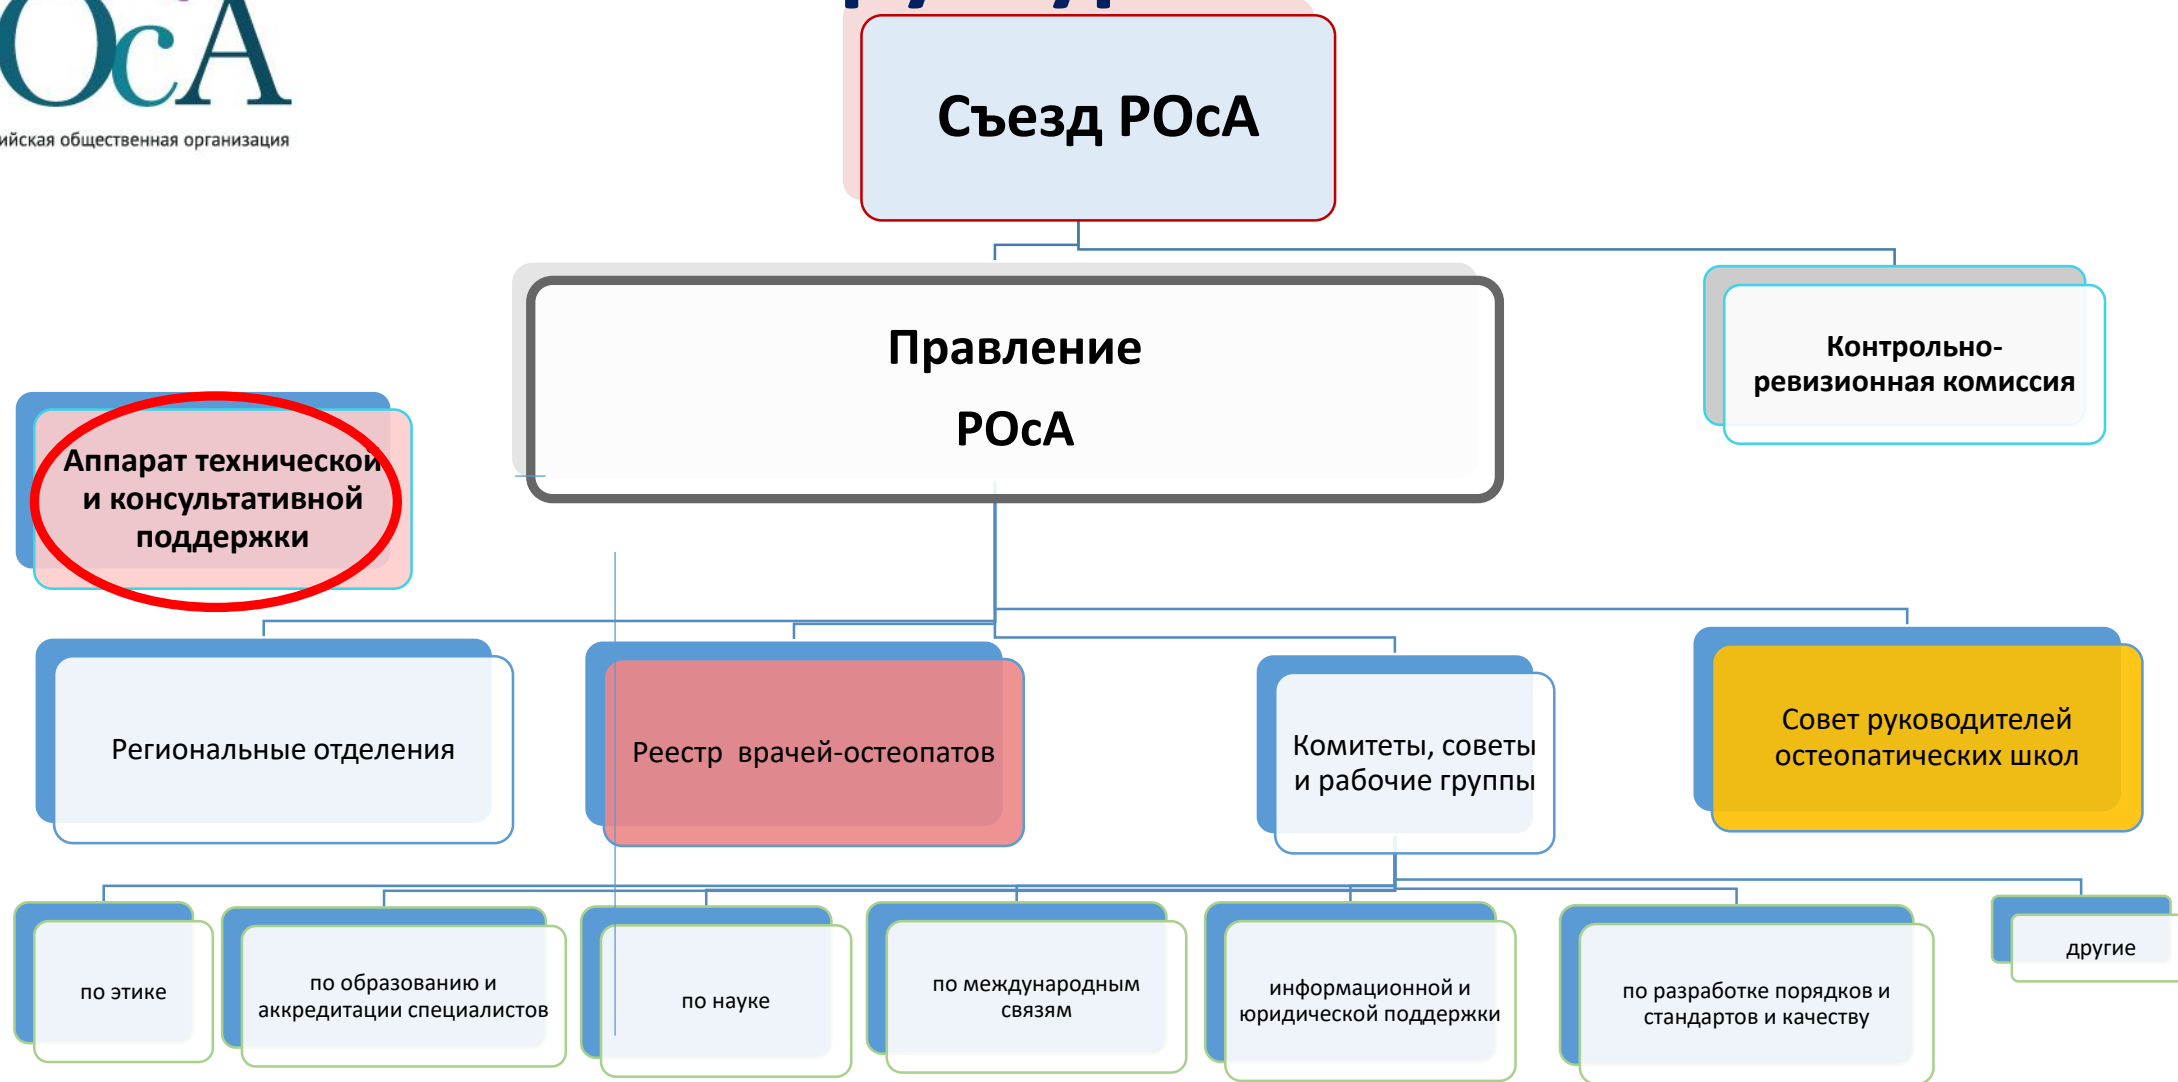 ОсА
общественная организация
Съезд РОсА
Правление
РОсА
Контрольно-
ревизионная комиссия
Аппарат технической
и консультативной
поддержки
Региональные отделения
Реестр врачей-остеопатов
Комитеты, советы
и рабочие группы
Совет руководителей
остеопатических школ
по этике
по образованию и
аккредитации специалистов
по науке
по международным
связям
информационной и
юридической поддержки
по разработке порядков и
стандартов и качеству
другие